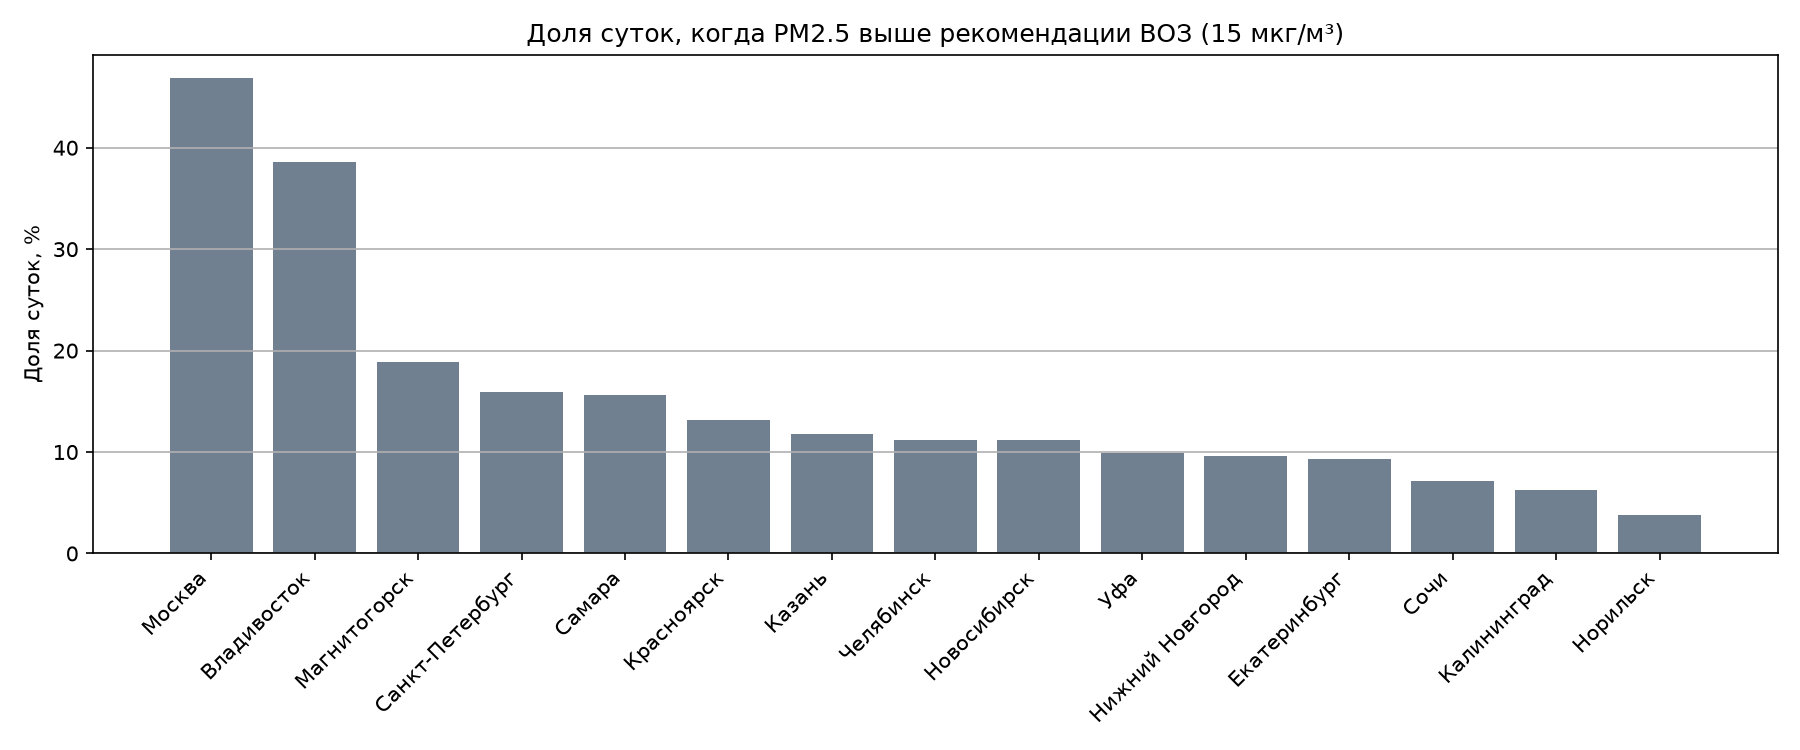 Доля суток, когда PM2.5 выше рекомендации ВОЗ (15 мкг/м³)
Доля суток, %
40
30
20
10
0
Москва
Владивосток
Магнитогорск
Санкт-Петербург
Самара
Красноярск
Казань
Челябинск
Новосибирск
Уфа
Нижний Новгород
Екатеринбург
Сочи
Калининград
Норильск